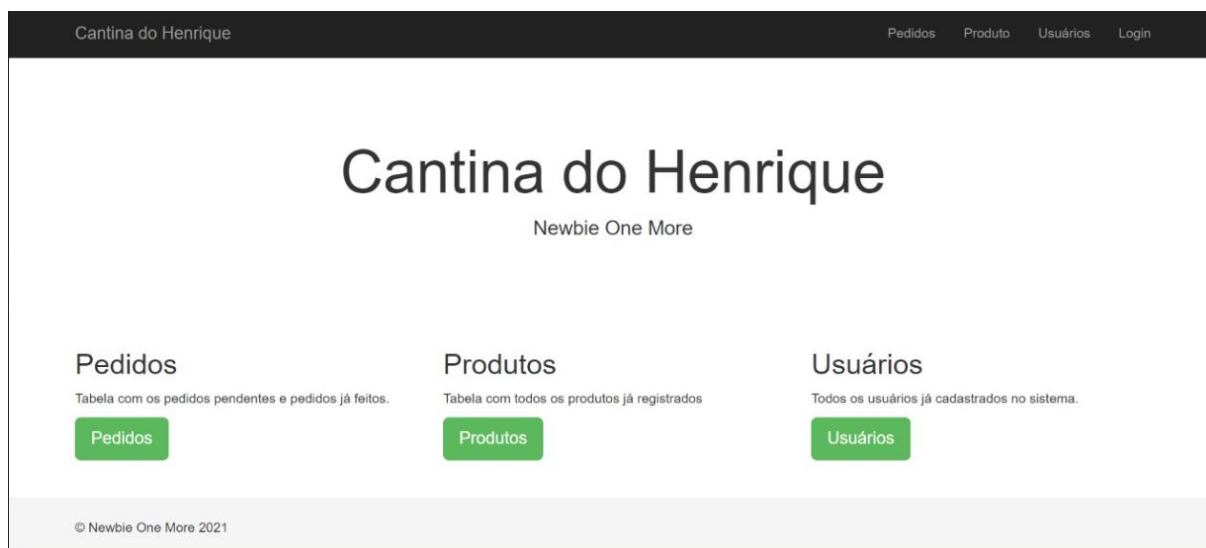 Cantina do Henrique
Pedidos Produto Usuários Login
Cantina do Henrique
Newbie One More
Pedidos
Tabela com os pedidos pendentes e pedidos já feitos.
Pedidos
Produtos
Tabela com todos os produtos já registrados
Produtos
Usuários
Todos os usuários já cadastrados no sistema.
Usuários
© Newbie One More 2021